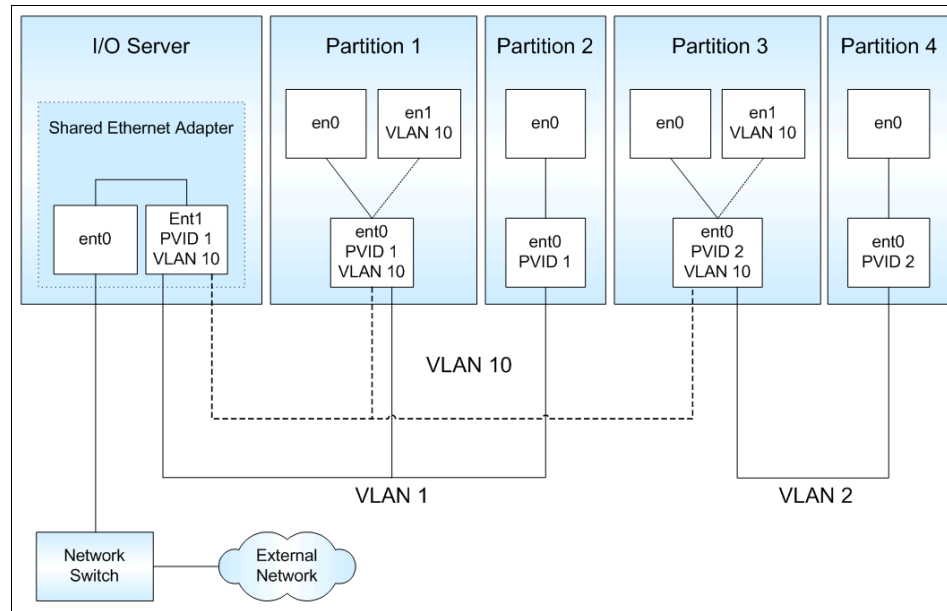 I/O Server
Partition 1
Partition 2
Partition 3
Partition 4
Shared Ethernet Adapter
en0
en1
VLAN 10
en0
en0
en1
VLAN 10
en0
ent0
Ent1
PVID 1
VLAN 10
ent0
PVID 1
VLAN 10
ent0
PVID 1
ent0
PVID 2
VLAN 10
ent0
PVID 2
VLAN 10
VLAN 1
VLAN 2
Network
Switch
External
Network